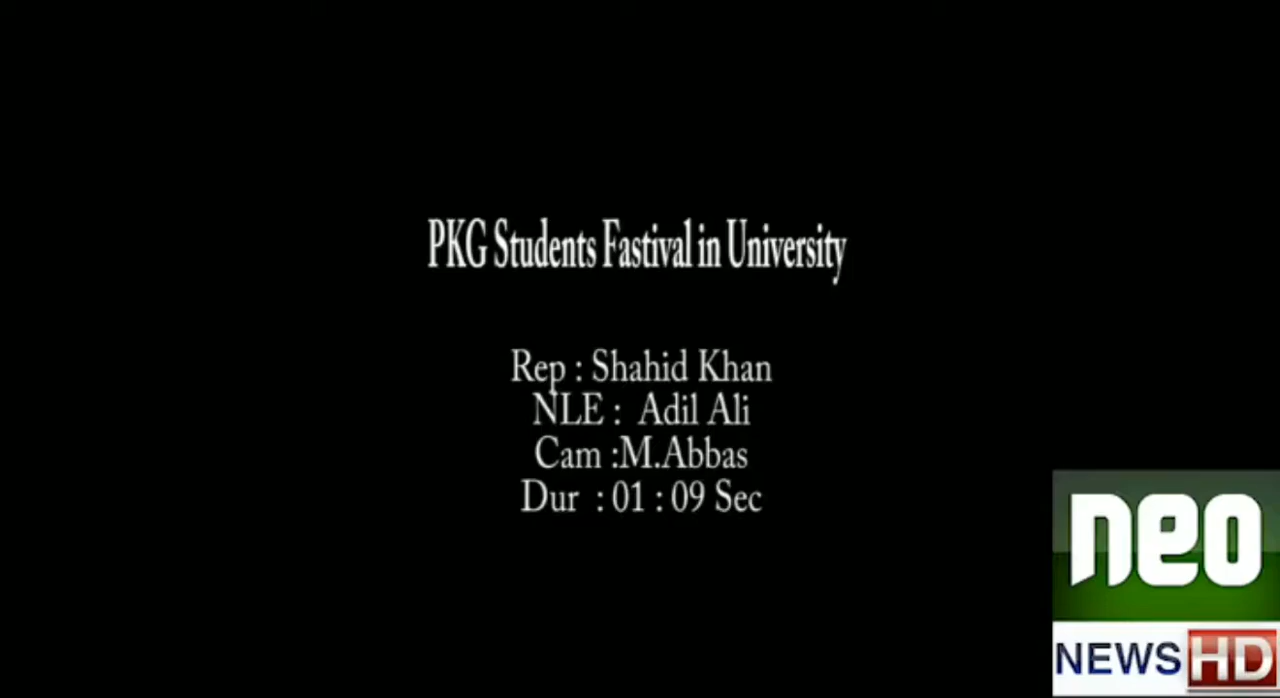 PKG Students Fastival in University
Rep : Shahid Khan
NLE :  Adil Ali
Cam :M.Abbas
Dur  : 01 : 09 Sec
neo
NEWS HD